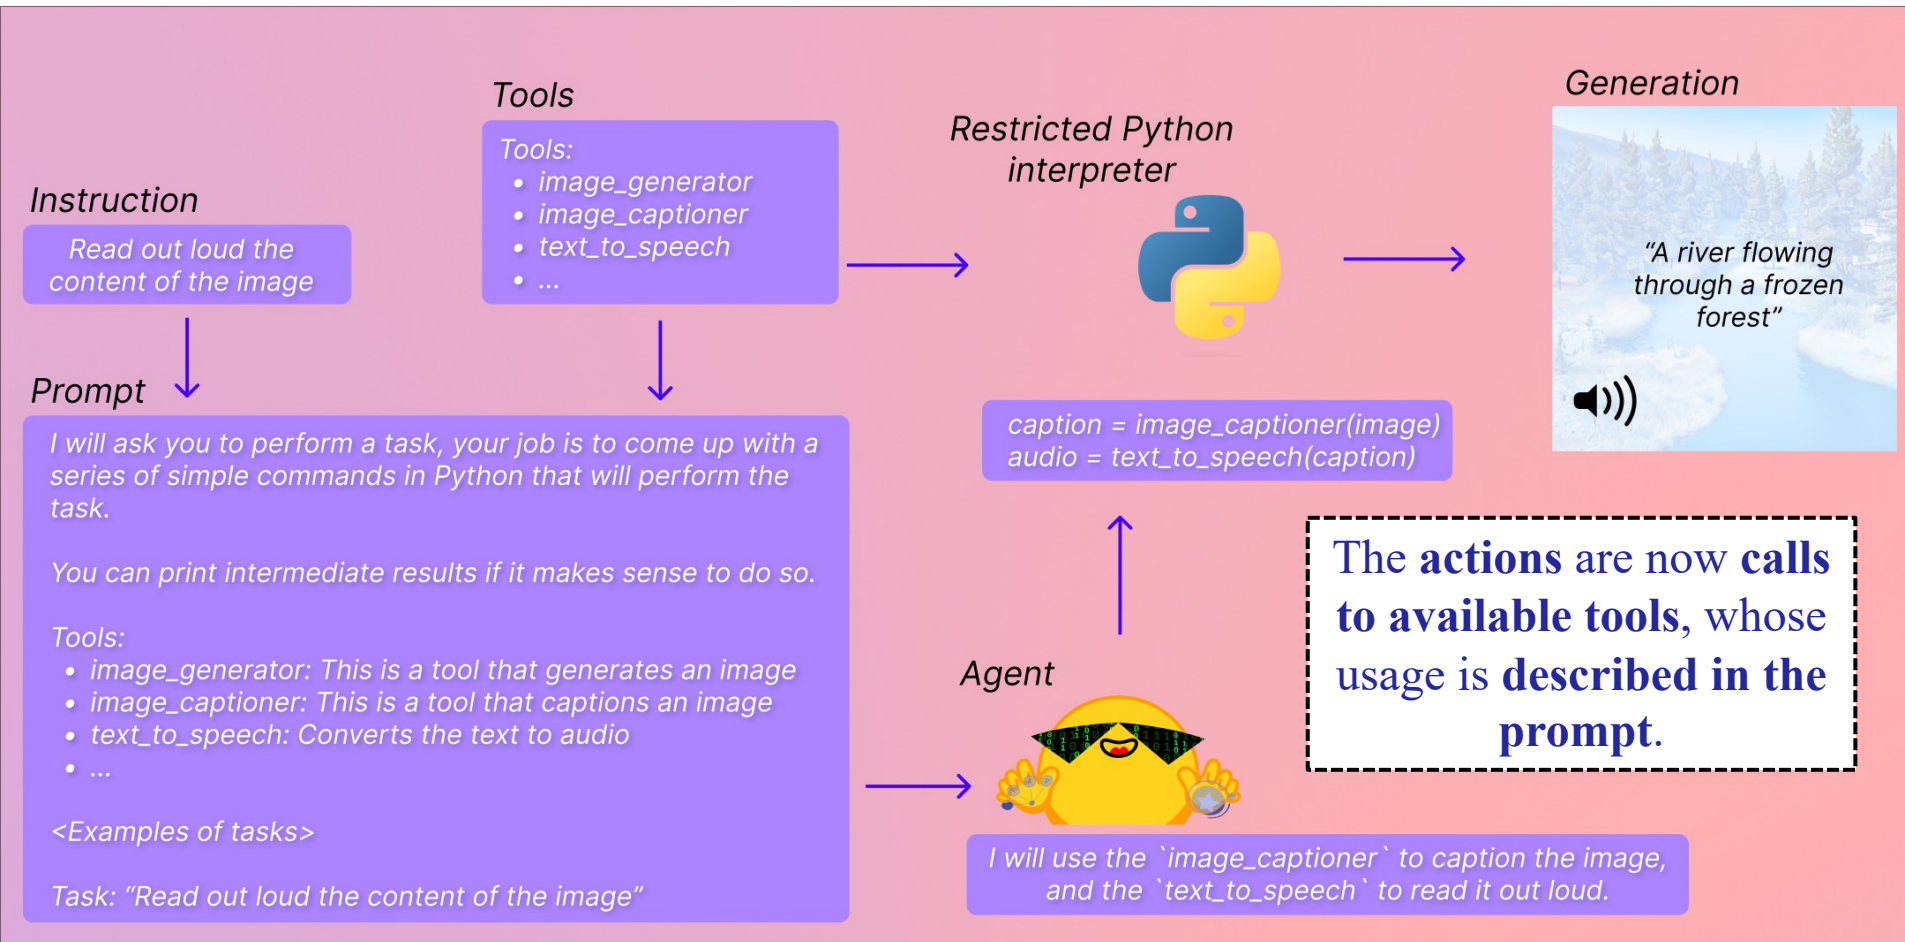 Instruction
Read out loud the
content of the image
Tools
Tools:
• image_generator
• image_captioner
• text_to_speech
• ...
Restricted Python
interpreter
Generation
“A river flowing
through a frozen
forest”
Prompt
I will ask you to perform a task, your job is to come up with a
series of simple commands in Python that will perform the
task.
You can print intermediate results if it makes sense to do so.
Tools:
• image_generator: This is a tool that generates an image
• image_captioner: This is a tool that captions an image
• text_to_speech: Converts the text to audio
• ...
<Examples of tasks>
Task: “Read out loud the content of the image”
caption = image_captioner(image)
audio = text_to_speech(caption)
Agent
I will use the `image_captioner` to caption the image,
and the `text_to_speech` to read it out loud.
The actions are now calls
to available tools, whose
usage is described in the
prompt.